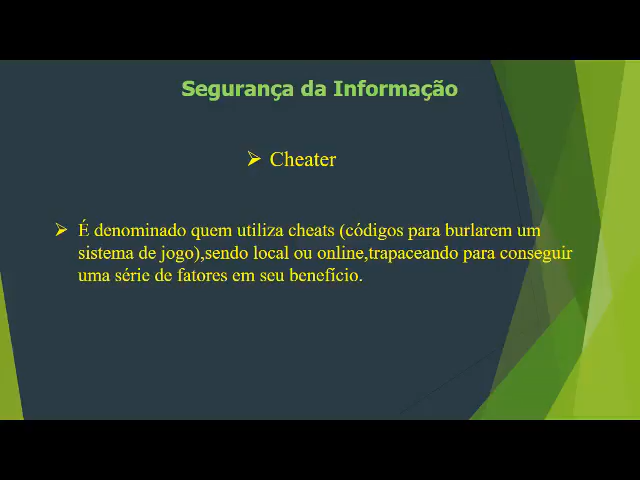 Segurança da Informação
➢ Cheater
➢ É denominado quem utiliza cheats (códigos para burlarem um
sistema de jogo),sendo local ou online,trapaceando para conseguir
uma série de fatores em seu benefício.